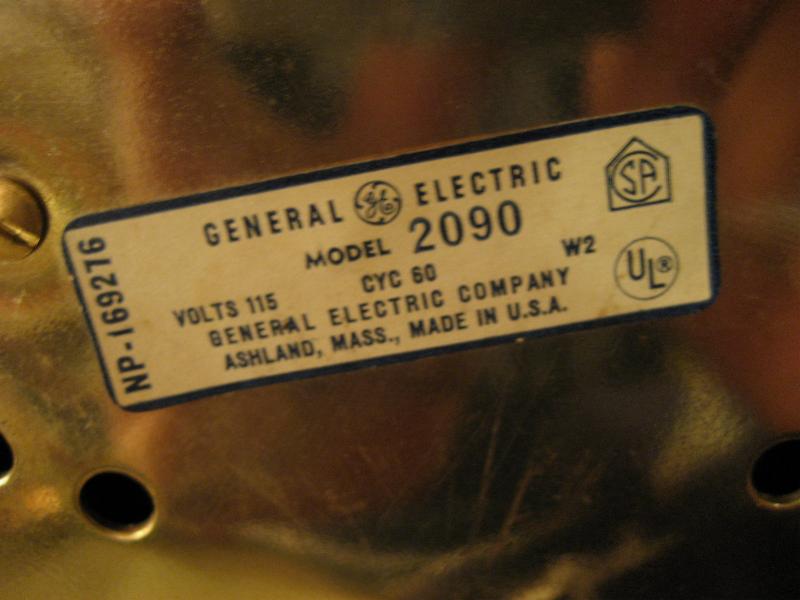 GENERAL GE ELECTRIC
MODEL 2090
VOLTS 115 CYC 60 W2
GENERAL ELECTRIC COMPANY
ASHLAND, MASS., MADE IN U.S.A.
NP-169276
SA
UL®